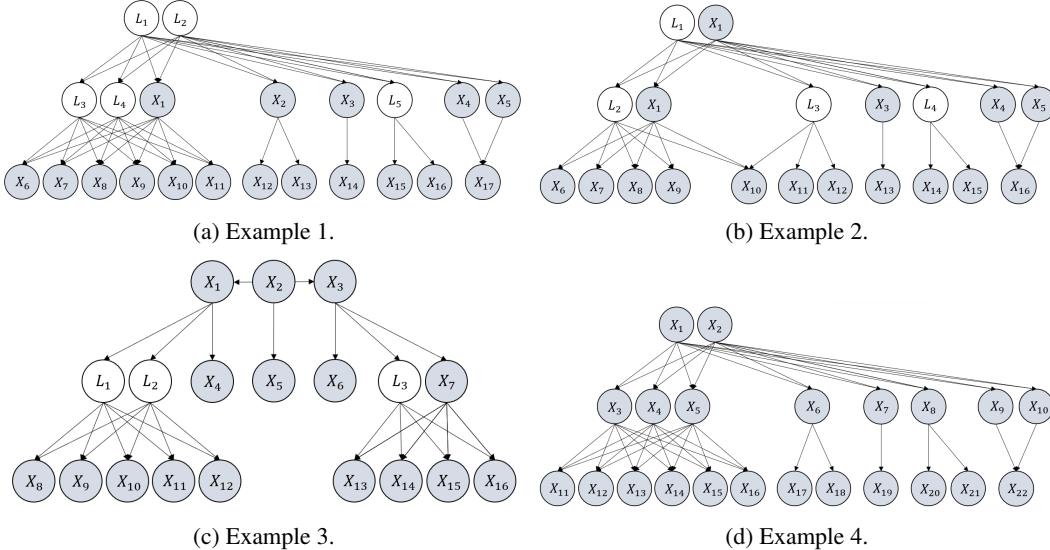 L₁ L₂
L₃ L₄ X₁ X₂ X₃ L₅ X₄ X₅
X₆ X₇ X₈ X₉ X₁₀ X₁₁ X₁₂ X₁₃ X₁₄ X₁₅ X₁₆ X₁₇
(a) Example 1.
L₁ X₁
L₂ X₁ L₃ X₃ L₄ X₄ X₅
X₆ X₇ X₈ X₉ X₁₀ X₁₁ X₁₂ X₁₃ X₁₄ X₁₅ X₁₆
(b) Example 2.
X₁ X₂ X₃
L₁ L₂ X₄ X₅ X₆ L₃ X₇
X₈ X₉ X₁₀ X₁₁ X₁₂ X₁₃ X₁₄ X₁₅ X₁₆
(c) Example 3.
X₁ X₂
X₃ X₄ X₅ X₆ X₇ X₈ X₉ X₁₀
X₁₁ X₁₂ X₁₃ X₁₄ X₁₅ X₁₆ X₁₇ X₁₈ X₁₉ X₂₀ X₂₁ X₂₂
(d) Example 4.